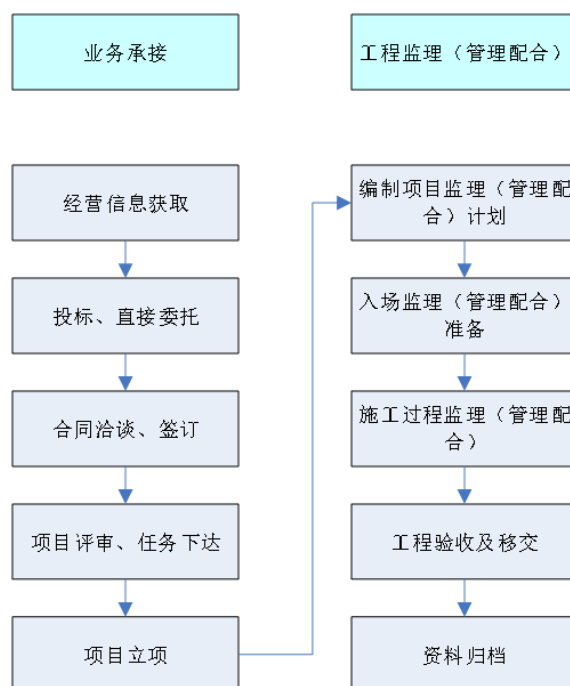 业务承接
工程监理（管理配合）
经营信息获取
投标、直接委托
合同洽谈、签订
项目评审、任务下达
项目立项
编制项目监理（管理配
合）计划
入场监理（管理配合）
准备
施工过程监理（管理配
合）
工程验收及移交
资料归档